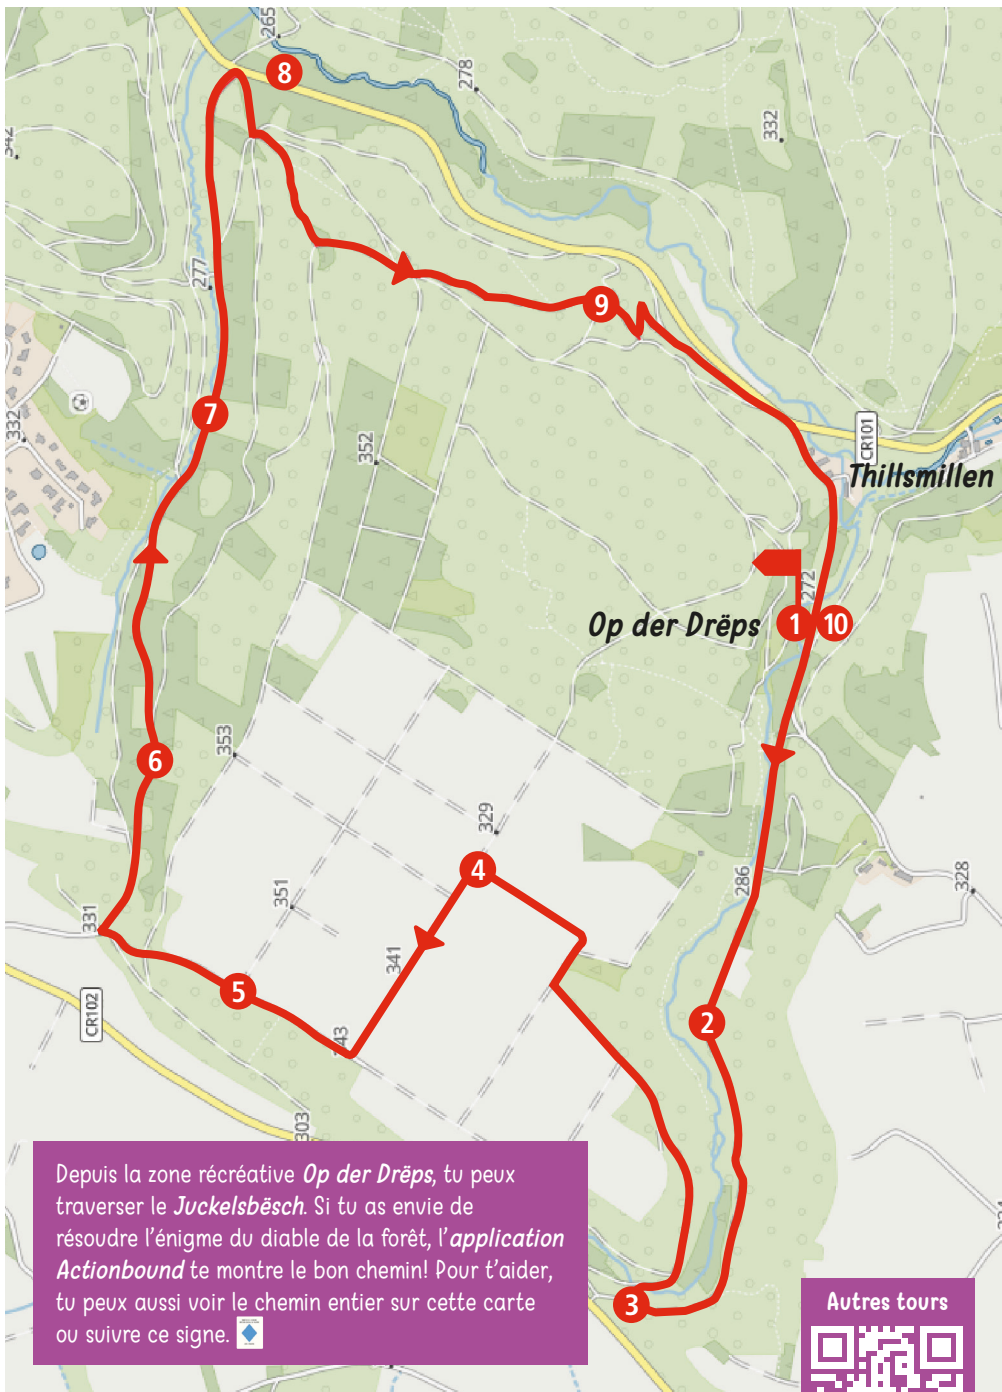 265
8
278
342
332
277
9
7
332
352
CR101
Thillsmillen
272
Op der Drëps
1
10
353
6
329
4
286
328
351
331
341
5
CR102
2
303
Depuis la zone récréative Op der Drëps, tu peux
traverser le Juckelsbësch. Si tu as envie de
résoudre l'énigme du diable de la forêt, l'application
Actionbound te montre le bon chemin! Pour t'aider,
tu peux aussi voir le chemin entier sur cette carte
ou suivre ce signe.
3
Autres tours